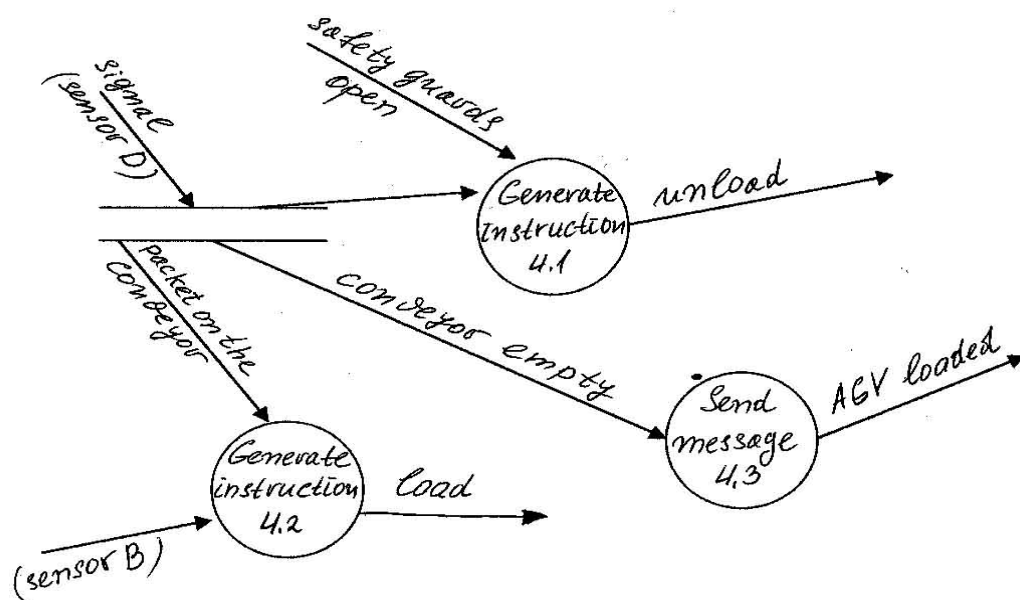 signal
(sensor D)
safety guards
open
Generate
Instruction
4.1
unload
packet on the
conveyor
conveyor empty
Send
message
4.3
AGV loaded
Generate
instruction
4.2
load
(sensor B)